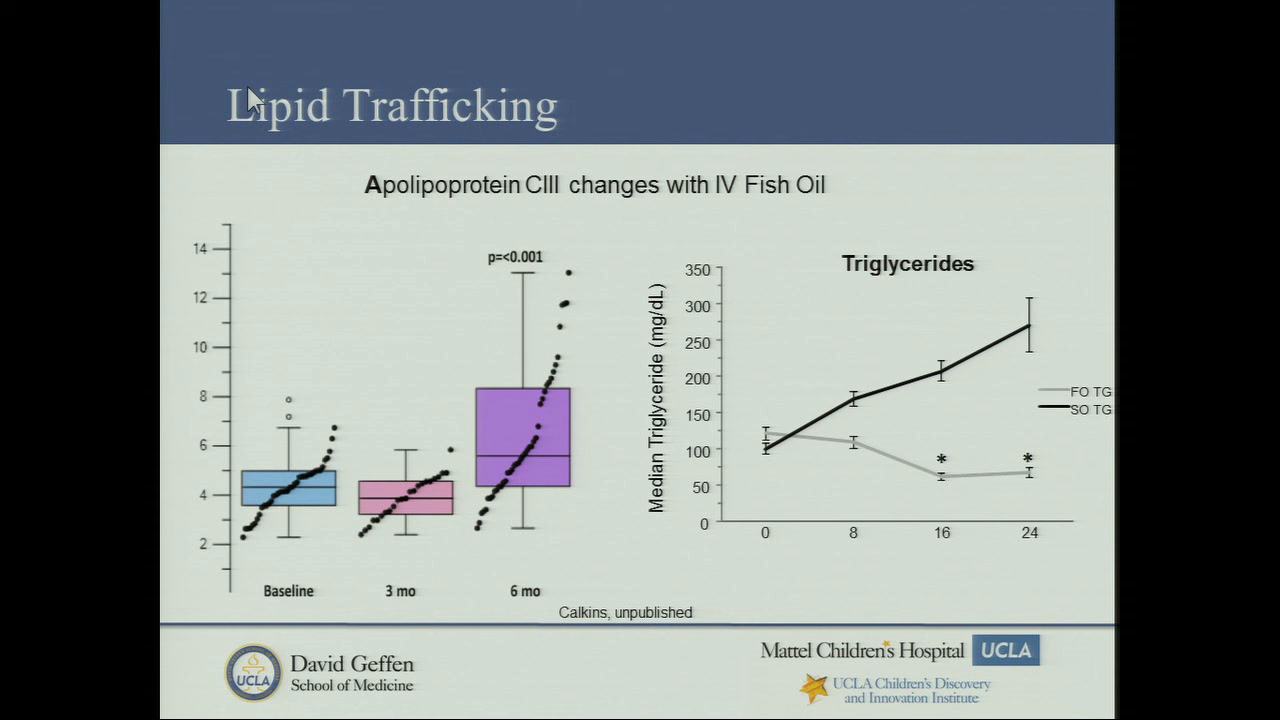 Lipid Trafficking
Apolipoprotein CIII changes with IV Fish Oil
14
12
10
8
6
4
2
p=<0.001
Baseline
3 mo
6 mo
Triglycerides
Median Triglyceride (mg/dL)
350
300
250
200
150
100
50
0
0
8
16
24
*
*
FO TG
SO TG
Calkins, unpublished
UCLA
David Geffen
School of Medicine
Mattel Children's Hospital UCLA
UCLA Children's Discovery
and Innovation Institute